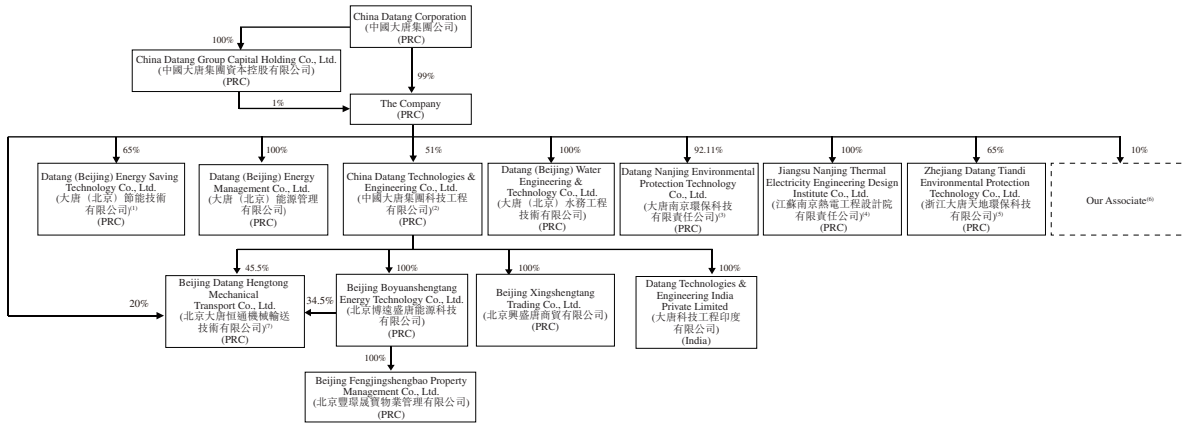 China Datang Corporation
(中國大唐集團公司)
(PRC)
100%
China Datang Group Capital Holding Co., Ltd.
(中國大唐集團資本控股有限公司)
(PRC)
99%
1%
The Company
(PRC)
65%
100%
51%
100%
92.11%
100%
65%
10%
Datang (Beijing) Energy Saving
Technology Co., Ltd.
(大唐（北京）節能技術
有限公司)(1)
(PRC)
Datang (Beijing) Energy
Management Co., Ltd.
(大唐（北京）能源管理
有限公司)
(PRC)
China Datang Technologies &
Engineering Co., Ltd.
(中國大唐集團科技工程
有限公司)(2)
(PRC)
Datang (Beijing) Water
Engineering &
Technology Co., Ltd.
(大唐（北京）水務工程
技術有限公司)
(PRC)
Datang Nanjing Environmental
Protection Technology
Co., Ltd.
(大唐南京環保科技
有限責任公司)(3)
(PRC)
Jiangsu Nanjing Thermal
Electricity Engineering Design
Institute Co., Ltd.
(江蘇南京熱電工程設計院
有限責任公司)(4)
(PRC)
Zhejiang Datang Tiandi
Environmental Protection
Technology Co., Ltd.
(浙江大唐天地環保科技
有限公司)(5)
(PRC)
Our Associate(6)
45.5%
100%
100%
100%
20%
Beijing Datang Hengtong
Mechanical
Transport Co., Ltd.
(北京大唐恒通機械輸送
技術有限公司)(7)
(PRC)
34.5%
Beijing Boyuanshengtang
Energy Technology Co., Ltd.
(北京博遠盛唐能源科技
有限公司)
(PRC)
Beijing Xingshengtang
Trading Co., Ltd.
(北京興盛唐商貿有限公司)
(PRC)
Datang Technologies &
Engineering India
Private Limited
(大唐科技工程印度
有限公司)
(India)
100%
Beijing Fengjingshengbao Property
Management Co., Ltd.
(北京豐璟晟寶物業管理有限公司)
(PRC)